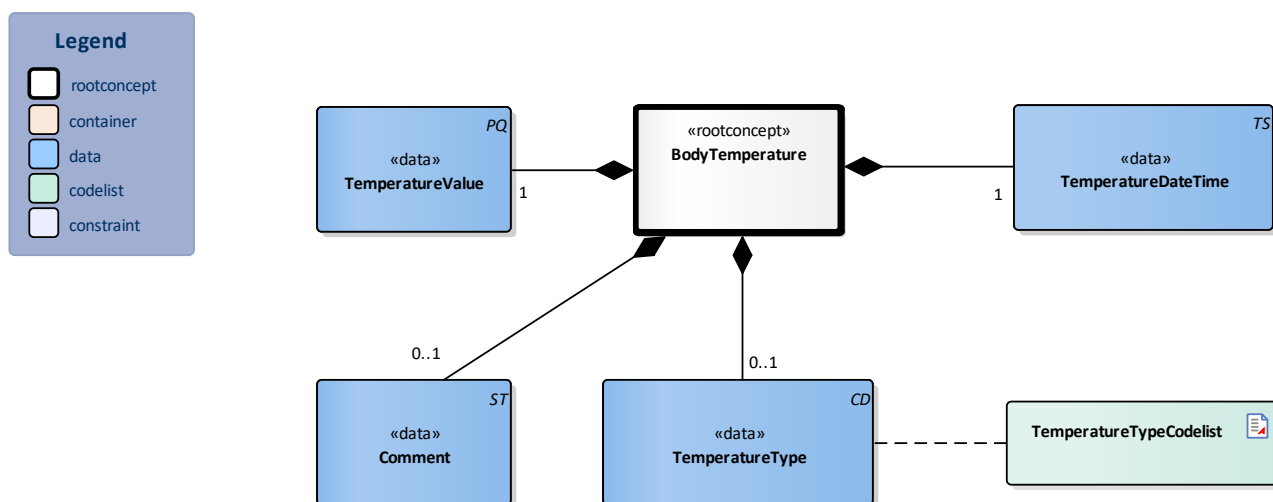 Legend
rootconcept
container
data
codelist
constraint
PQ
«data»
TemperatureValue
1
«rootconcept»
BodyTemperature
TS
«data»
TemperatureDateTime
1
0..1
0..1
ST
«data»
Comment
CD
«data»
TemperatureType
TemperatureTypeCodelist